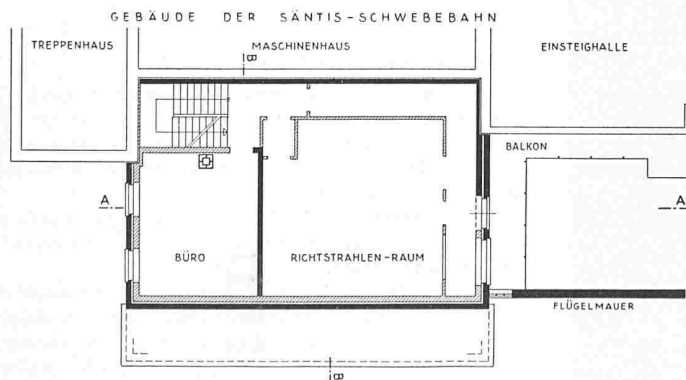 GEBÄUDE DER SÄNTIS-SCHWEBEBAHN
TREPPENHAUS
MASCHINENHAUS
EINSTEIGHALLE
B
BALKON
A
A
BÜRO
RICHTSTRAHLEN-RAUM
FLÜGELMAUER
B